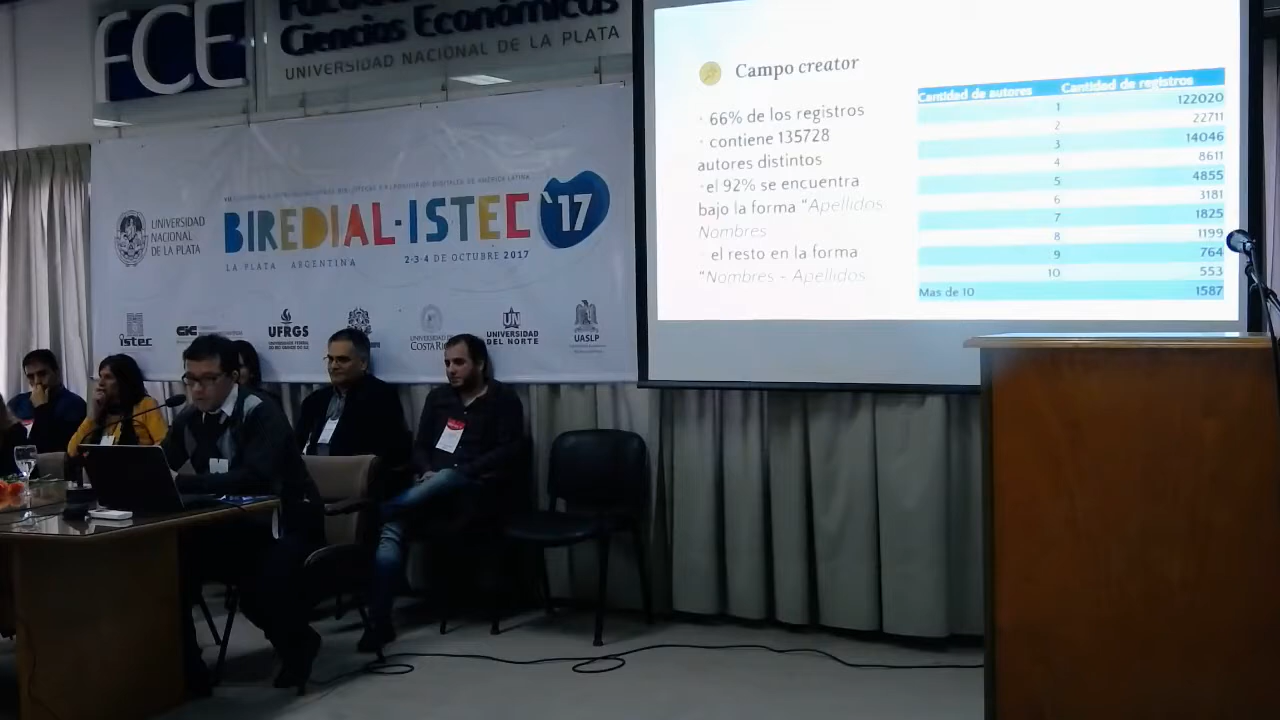 FCE
Ciencias Económicas
UNIVERSIDAD NACIONAL DE LA PLATA
UNIVERSIDAD
NACIONAL
DE LA PLATA
BIREDIAL-ISTEC '17
LA PLATA ARGENTINA
2·3·4 DE OCTUBRE 2017
istec
UFRGS
COSTA RICA
UNIVERSIDAD
DEL NORTE
UASLP
Campo creator
· 66% de los registros
· contiene 135728
autores distintos
· el 92% se encuentra
bajo la forma "Apellidos,
Nombres
· el resto en la forma
"Nombres - Apellidos
Cantidad de autores Cantidad de registros
1 122020
2 22711
3 14046
4 8611
5 4855
6 3181
7 1825
8 1199
9 764
10 553
Mas de 10 1587